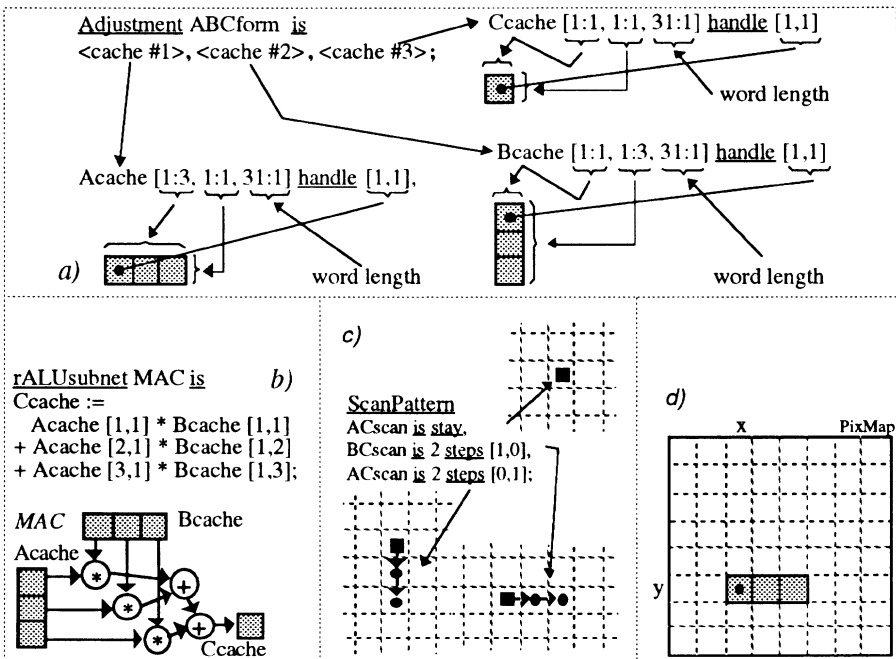 Adjustment ABCform is
<cache #1>, <cache #2>, <cache #3>;
Ccache [1:1, 1:1, 31:1] handle [1,1]
word length
Bcache [1:1, 1:3, 31:1] handle [1,1]
word length
Acache [1:3, 1:1, 31:1] handle [1,1],
word length
a)
b)
rALUsubnet MAC is
Ccache :=
Acache [1,1] * Bcache [1,1]
+ Acache [2,1] * Bcache [1,2]
+ Acache [3,1] * Bcache [1,3];
MAC
Bcache
Acache
*
+
*
+
*
Ccache
c)
ScanPattern
ACscan is stay,
BCscan is 2 steps [1,0],
ACscan is 2 steps [0,1];
d)
x
PixMap
y